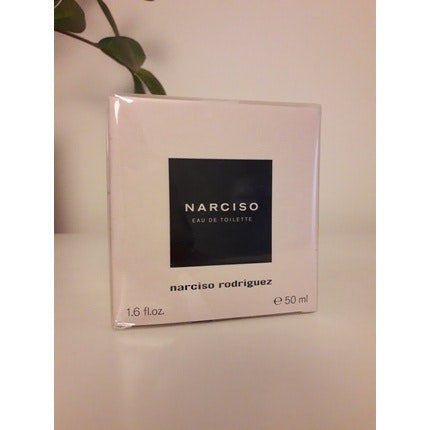 NARCISO
EAU DE TOILETTE
narciso rodriguez
1.6 fl.oz. ℮ 50 ml